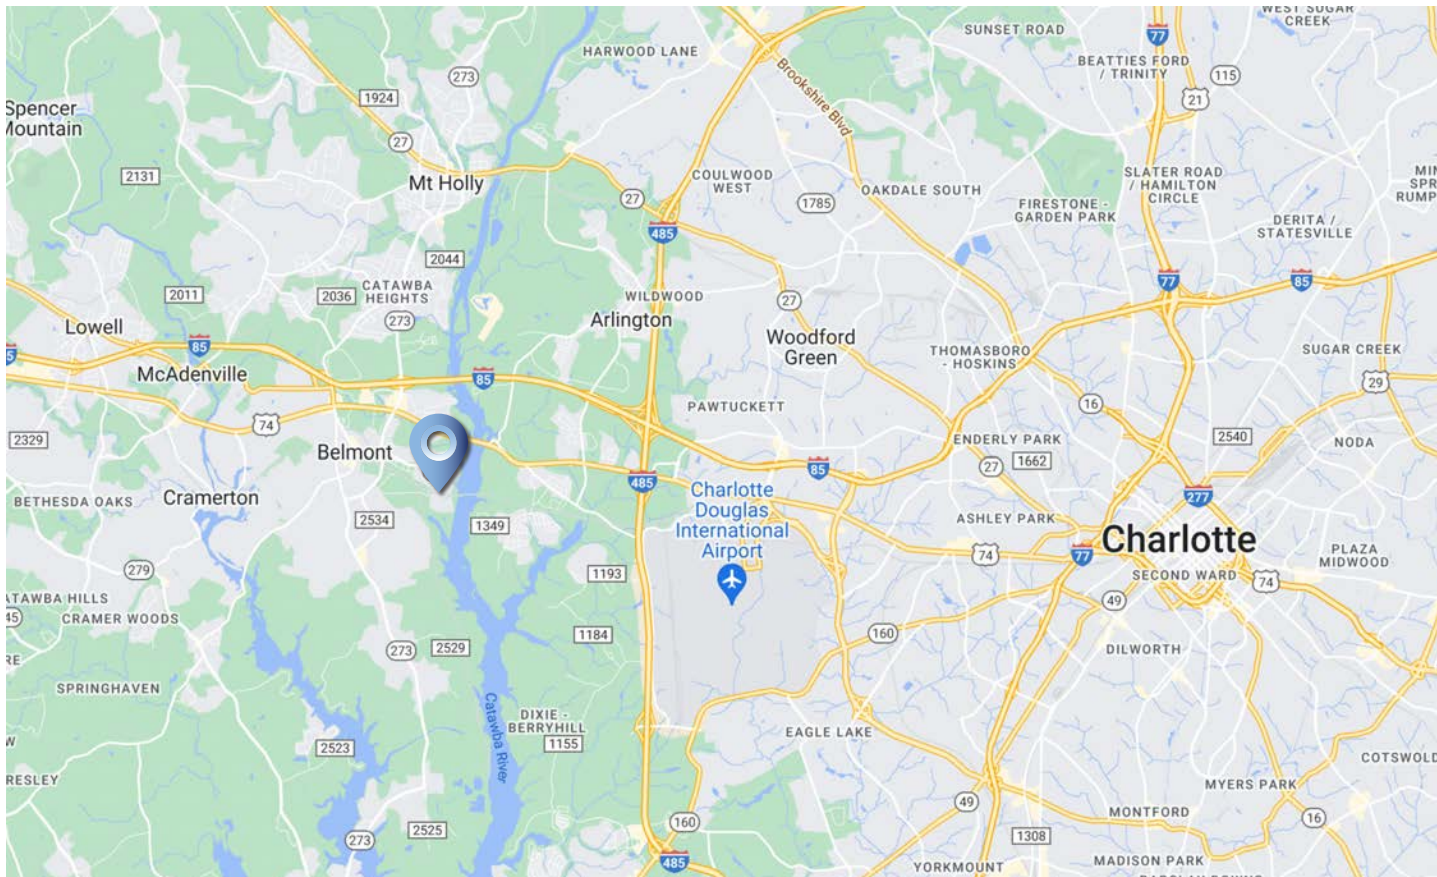 WEST SUGAR
CREEK
SUNSET ROAD
77
HARWOOD LANE
BEATTIES FORD
/ TRINITY
115
273
Brookshire Blvd
1924
21
Spencer
Mountain
27
2131
Mt Holly
COULWOOD
WEST
SLATER ROAD
/ HAMILTON
CIRCLE
OAKDALE SOUTH
27
1785
FIRESTONE -
GARDEN PARK
DERITA /
STATESVILLE
485
2044
CATAWBA
HEIGHTS
77
85
2011
2036
WILDWOOD
27
273
Arlington
Lowell
Woodford
Green
85
THOMASBORO
- HOSKINS
SUGAR CREEK
McAdenville
85
29
PAWTUCKETT
16
74
2329
ENDERLY PARK
2540
NODA
Belmont
27
1662
85
485
BETHESDA OAKS
Cramerton
277
Charlotte
Douglas
International
Airport
2534
1349
ASHLEY PARK
Charlotte
74
77
PLAZA
MIDWOOD
279
1193
SECOND WARD
74
49
CRAMER WOODS
160
1184
273
2529
DILWORTH
SPRINGHAVEN
Catawba River
DIXIE -
BERRYHILL
1155
EAGLE LAKE
2523
MYERS PARK
49
MONTFORD
160
16
273
2525
1308
485
MADISON PARK
YORKMOUNT